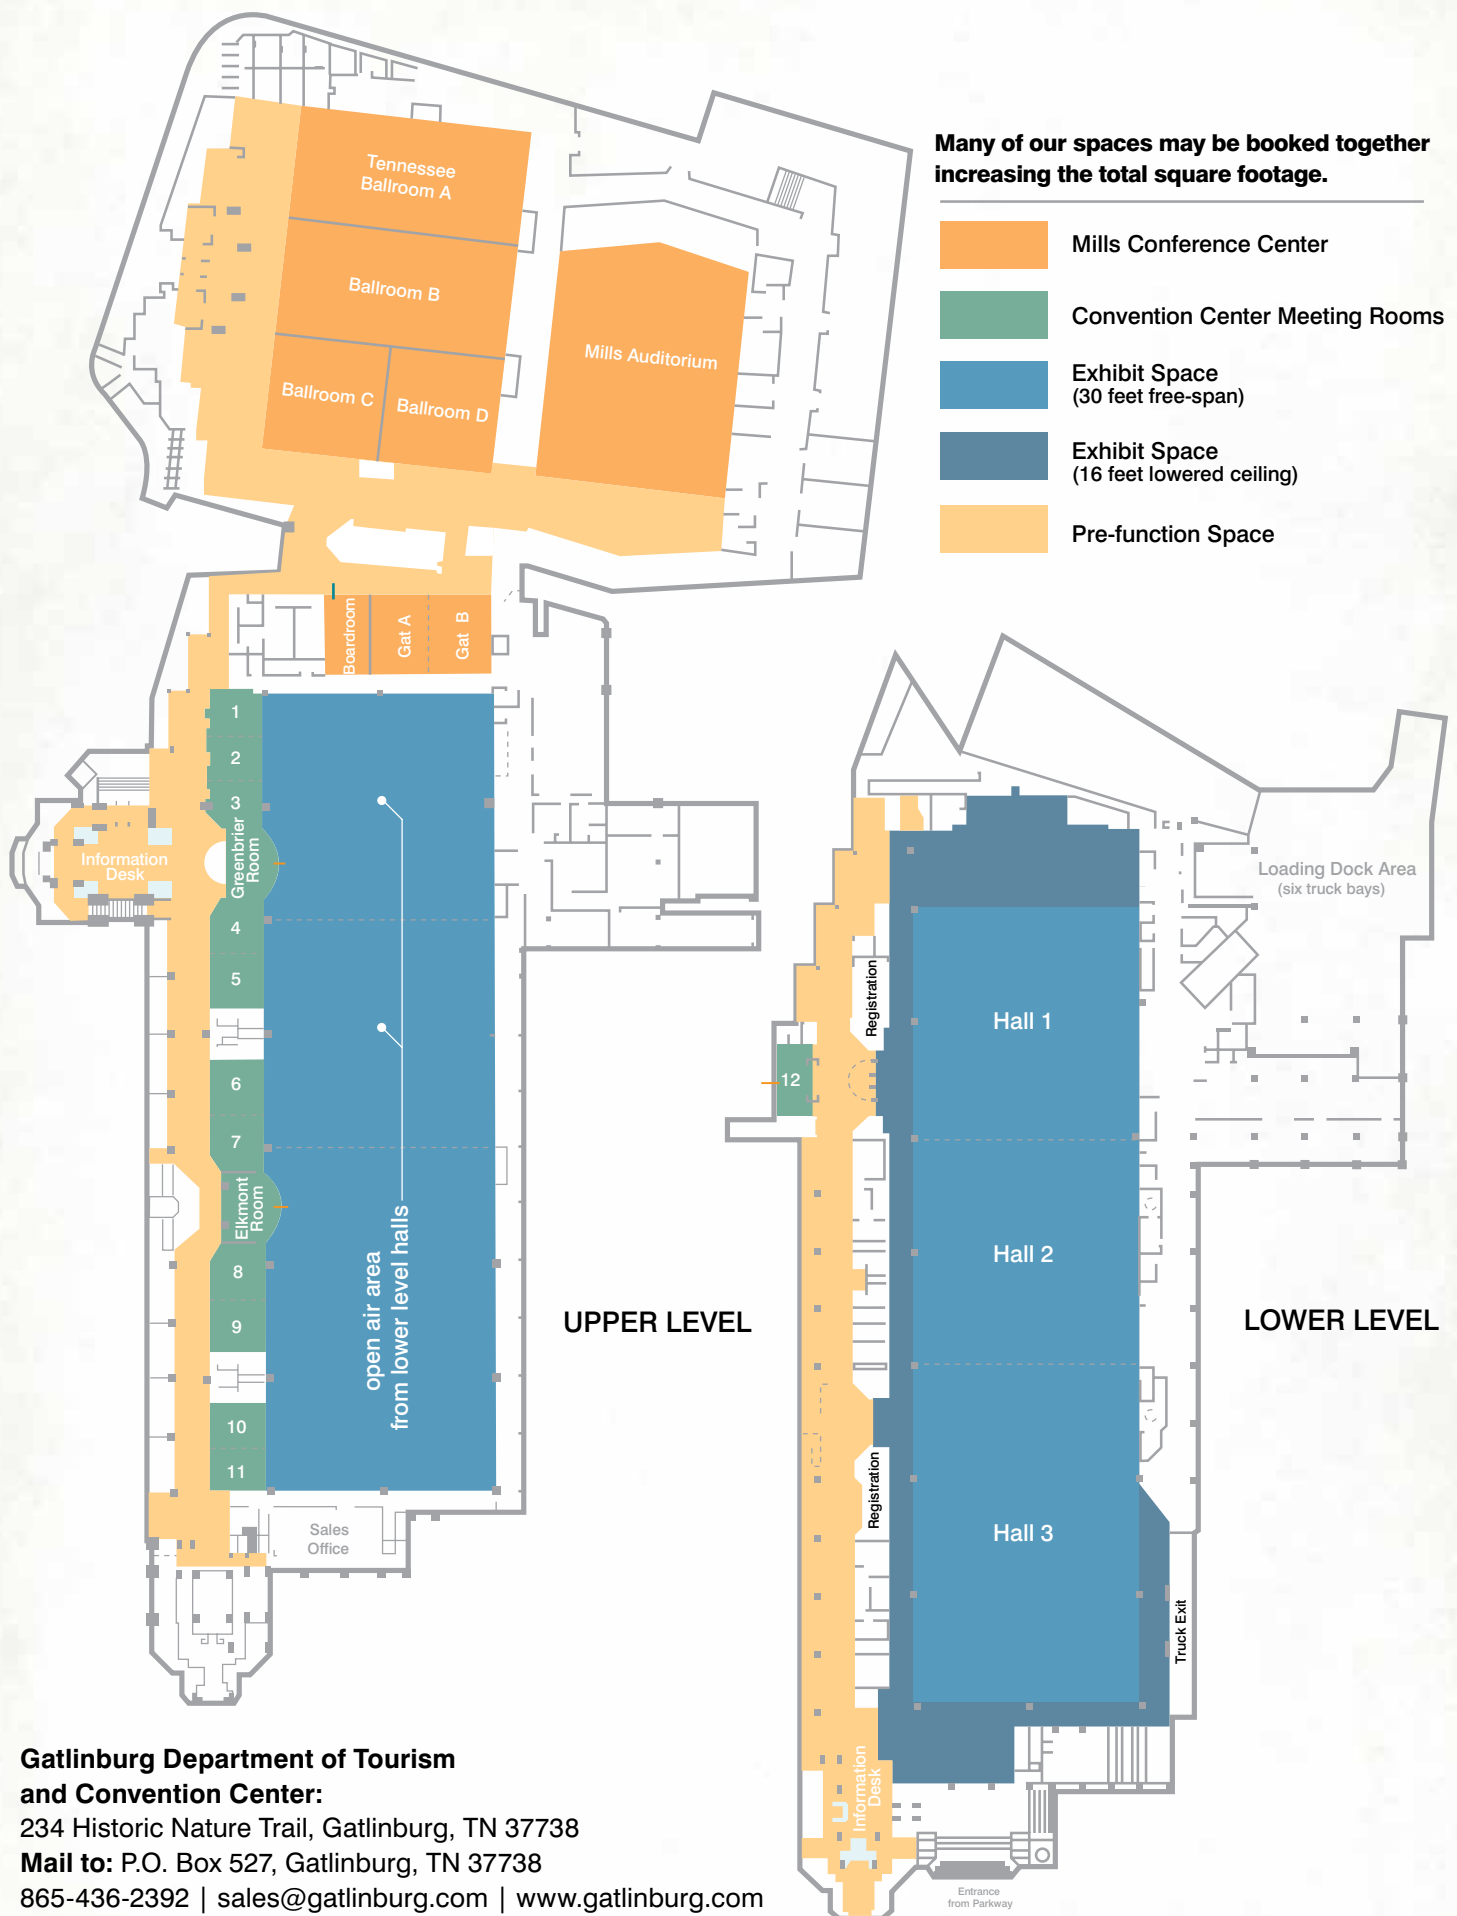 Many of our spaces may be booked together
increasing the total square footage.
Mills Conference Center
Convention Center Meeting Rooms
Exhibit Space
(30 feet free-span)
Exhibit Space
(16 feet lowered ceiling)
Pre-function Space
Tennessee
Ballroom A
Ballroom B
Ballroom C
Ballroom D
Mills Auditorium
Boardroom
Gat A
Gat B
1
2
3
Greenbrier
Room
Information
Desk
4
5
6
7
Elkmont
Room
8
9
10
11
open air area
from lower level halls
Sales
Office
UPPER LEVEL
Loading Dock Area
(six truck bays)
Registration
Hall 1
12
Hall 2
LOWER LEVEL
Registration
Hall 3
Truck Exit
Information
Desk
Entrance
from Parkway
Gatlinburg Department of Tourism
and Convention Center:
234 Historic Nature Trail, Gatlinburg, TN 37738
Mail to: P.O. Box 527, Gatlinburg, TN 37738
865-436-2392 | sales@gatlinburg.com | www.gatlinburg.com